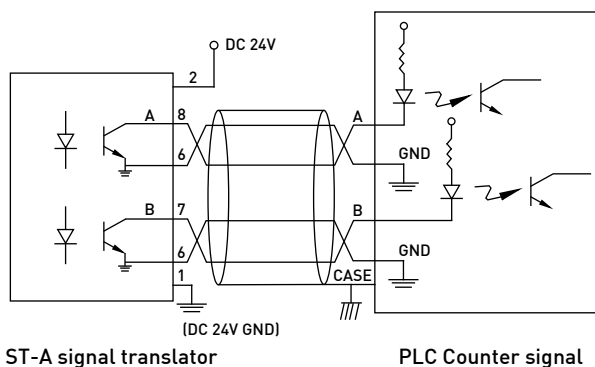 DC 24V
2
A
8
6
A
GND
B
7
6
B
GND
1
CASE
(DC 24V GND)
ST-A signal translator
PLC Counter signal